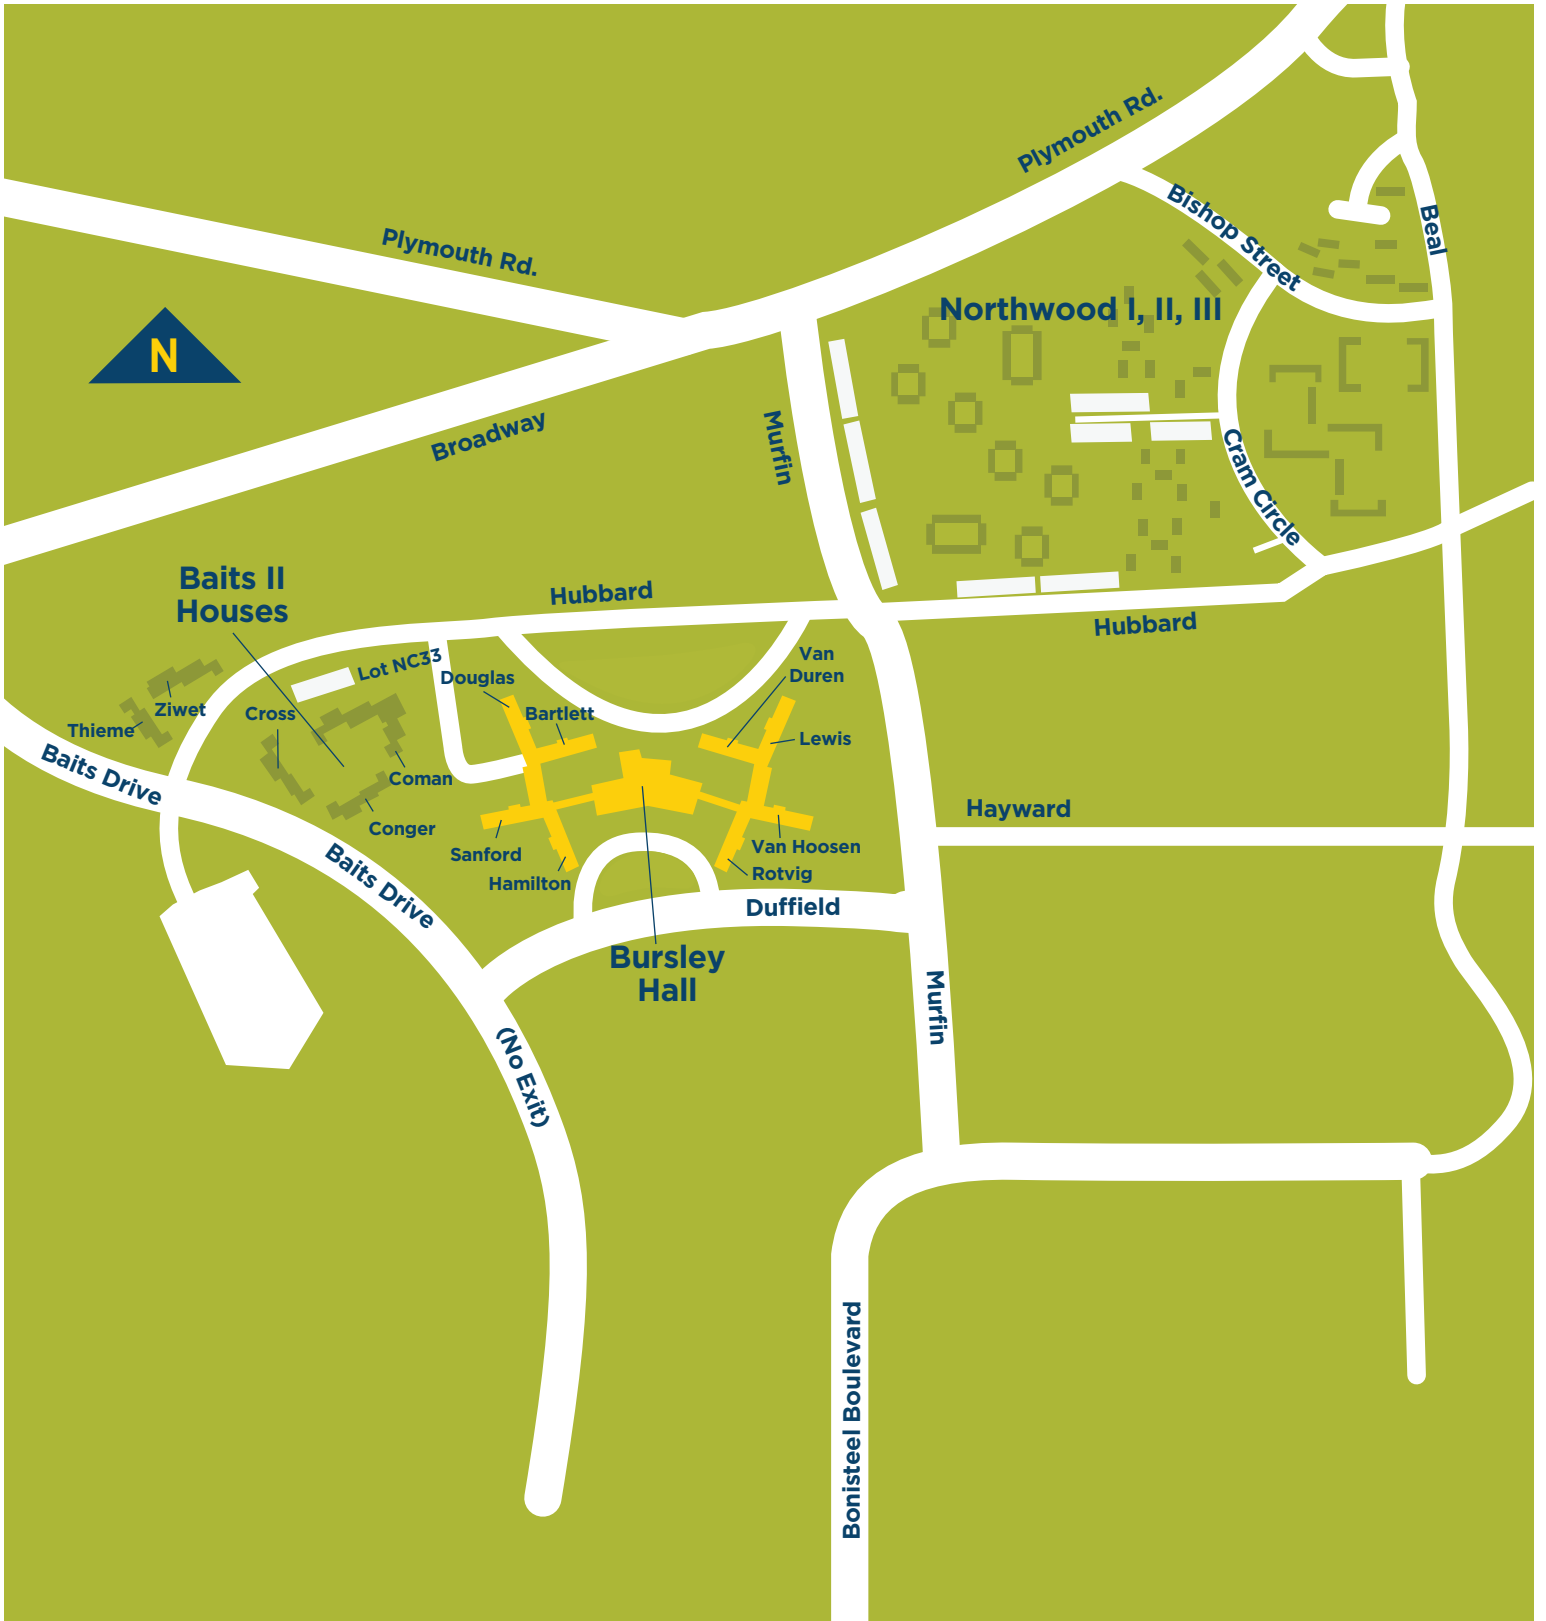 Plymouth Rd.
Bishop Street
Beal
Plymouth Rd.
Northwood I, II, III
N
Broadway
Murfin
Cram Circle
Baits II
Houses
Hubbard
Hubbard
Lot NC33
Van
Duren
Douglas
Ziwet
Cross
Bartlett
Thieme
Lewis
Baits Drive
Coman
Conger
Hayward
Sanford
Van Hoosen
Hamilton
Rotvig
Baits Drive
Duffield
Bursley
Hall
Murfin
(No Exit)
Bonisteel Boulevard